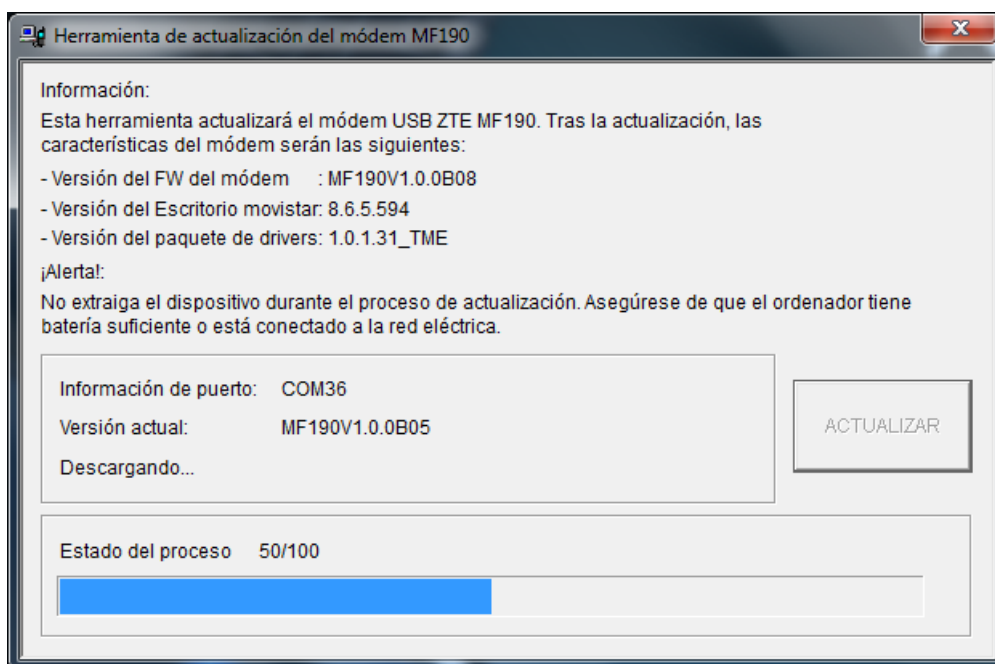 Herramienta de actualización del módem MF190
Información:
Esta herramienta actualizará el módem USB ZTE MF190. Tras la actualización, las
características del módem serán las siguientes:
- Versión del FW del módem : MF190V1.0.0B08
- Versión del Escritorio movistar: 8.6.5.594
- Versión del paquete de drivers: 1.0.1.31_TME
¡Alerta!:
No extraiga el dispositivo durante el proceso de actualización. Asegúrese de que el ordenador tiene
batería suficiente o está conectado a la red eléctrica.
Información de puerto: COM36
Versión actual: MF190V1.0.0B05
ACTUALIZAR
Descargando...
Estado del proceso 50/100